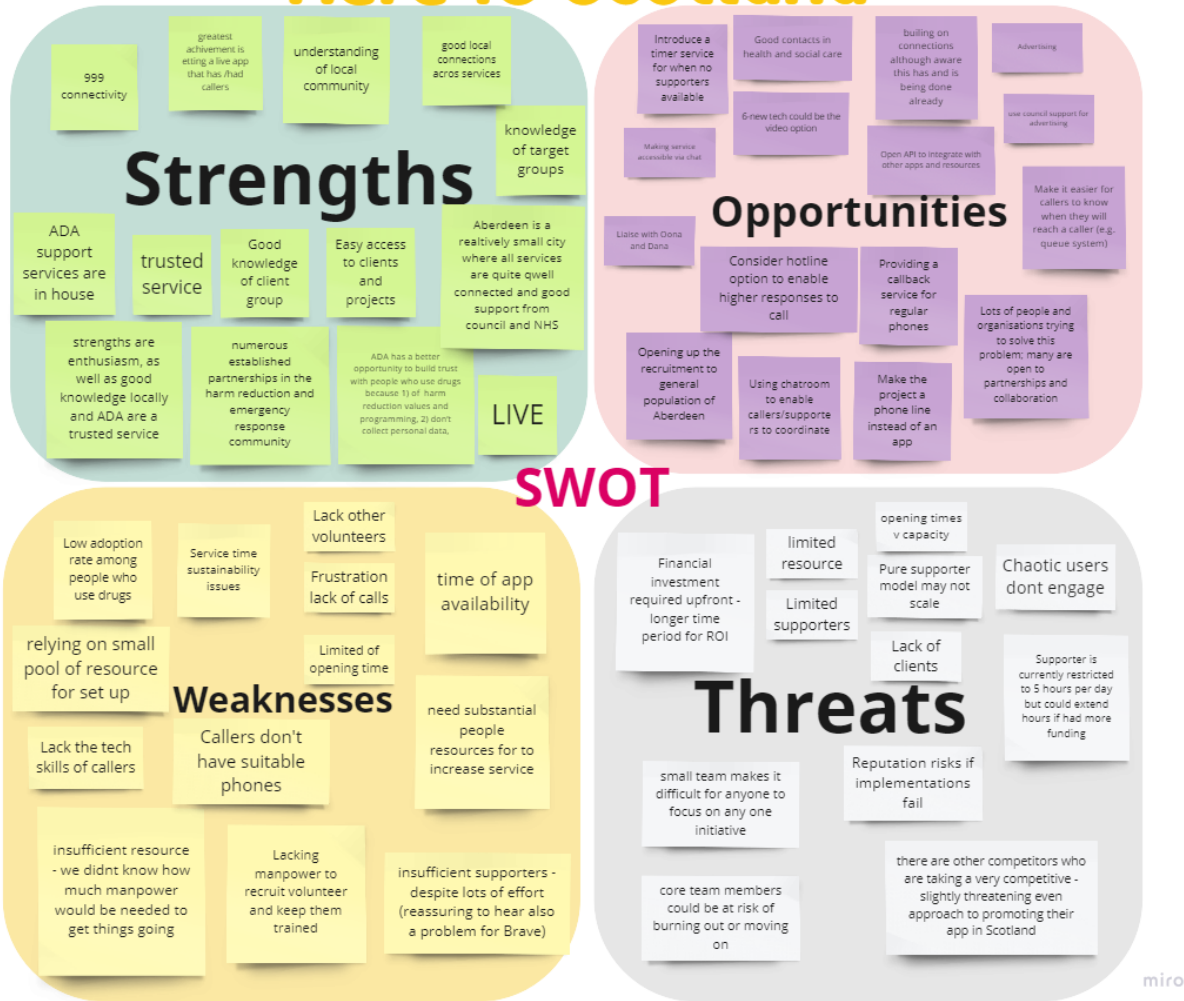 Here to Scotland
999
connectivity
greatest
achivement is
etting a live app
that has /had
callers
understanding
of local
community
good local
connections
acros services
knowledge
of target
groups
Strengths
ADA
support
services are
in house
trusted
service
Good
knowledge
of client
group
Easy access
to clients
and
projects
Aberdeen is a
realtively small city
where all services
are quite qwell
connected and good
support from
council and NHS
strengths are
enthusiasm, as
well as good
knowledge locally
and ADA are a
trusted service
numerous
established
partnerships in the
harm reduction and
emergency
response
community
ADA has a better
opportunity to build trust
with people who use drugs
because 1) of harm
reduction values and
programming, 2) don't
collect personal data,
LIVE
Introduce a
timer service
for when no
supporters
available
Good contacts in
health and social care
builing on
connections
although aware
this has and is
being done
already
Advertising
6-new tech could be the
video option
use council support for
advertising
Making service
accessible via chat
Open API to integrate with
other apps and resources
Make it easier for
callers to know
when they will
reach a caller (e.g.
queue system)
Opportunities
Liaise with Oona
and Dana
Consider hotline
option to enable
higher responses to
call
Providing a
callback
service for
regular
phones
Lots of people and
organisations trying
to solve this
problem; many are
open to
partnerships and
collaboration
Opening up the
recruitment to
general
population of
Aberdeen
Using chatroom
to enable
callers/supporte
rs to coordinate
Make the
project a
phone line
instead of an
app
SWOT
Low adoption
rate among
people who
use drugs
Service time
sustainability
issues
Lack other
volunteers
Frustration
lack of calls
Limited of
opening time
time of app
availability
relying on small
pool of resource
for set up
Weaknesses
Lack the tech
skills of callers
Callers don't
have suitable
phones
need substantial
people
resources for to
increase service
insufficient resource
- we didnt know how
much manpower
would be needed to
get things going
Lacking
manpower to
recruit volunteer
and keep them
trained
insufficient supporters -
despite lots of effort
(reassuring to hear also
a problem for Brave)
Financial
investment
required upfront -
longer time
period for ROI
limited
resource
Limited
supporters
opening times
v capacity
Pure supporter
model may not
scale
Lack of
clients
Chaotic users
dont engage
Threats
Supporter is
currently restricted
to 5 hours per day
but could extend
hours if had more
funding
small team makes it
difficult for anyone to
focus on any one
initiative
Reputation risks if
implementations
fail
core team members
could be at risk of
burning out or moving
on
there are other competitors who
are taking a very competitive -
slightly threatening even
approach to promoting their
app in Scotland
miro